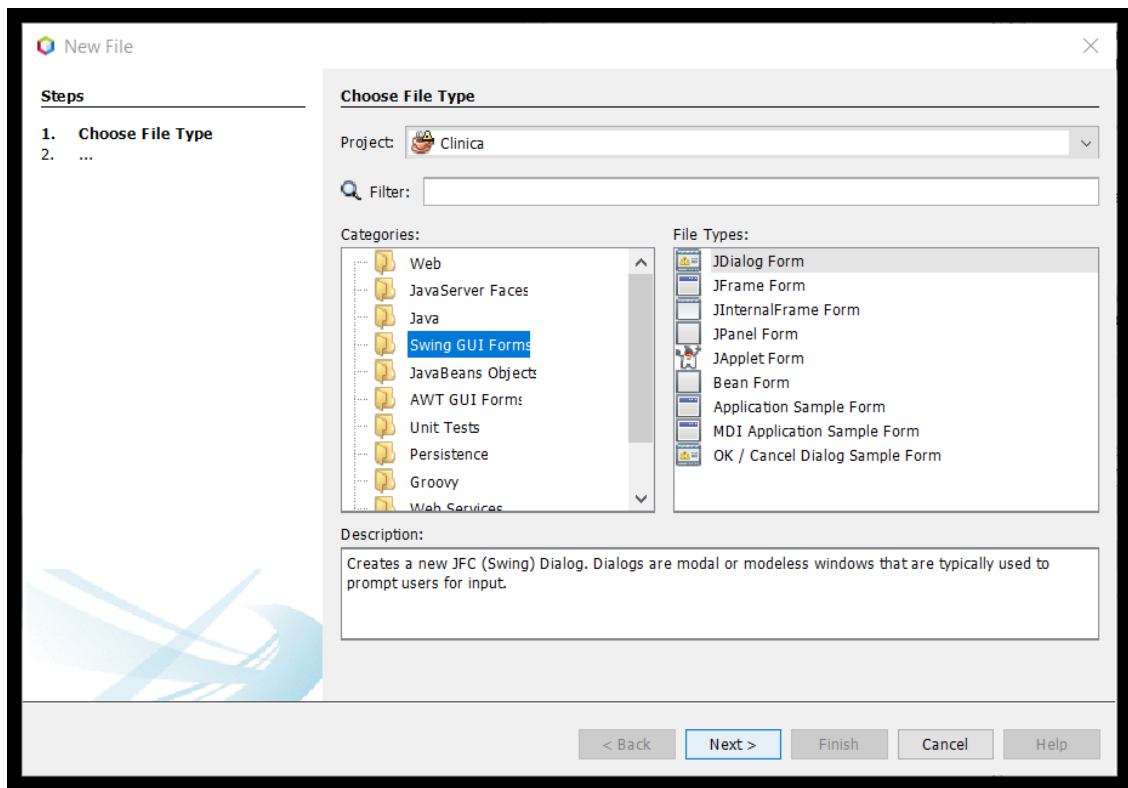 New File
Steps
1. Choose File Type
2. ...
Choose File Type
Project: Clinica
Filter:
Categories:
Web
JavaServer Faces
Java
Swing GUI Forms
JavaBeans Objects
AWT GUI Forms
Unit Tests
Persistence
Groovy
Web Services
File Types:
JDialog Form
JFrame Form
JInternalFrame Form
JPanel Form
JApplet Form
Bean Form
Application Sample Form
MDI Application Sample Form
OK / Cancel Dialog Sample Form
Description:
Creates a new JFC (Swing) Dialog. Dialogs are modal or modeless windows that are typically used to
prompt users for input.
< Back Next > Finish Cancel Help